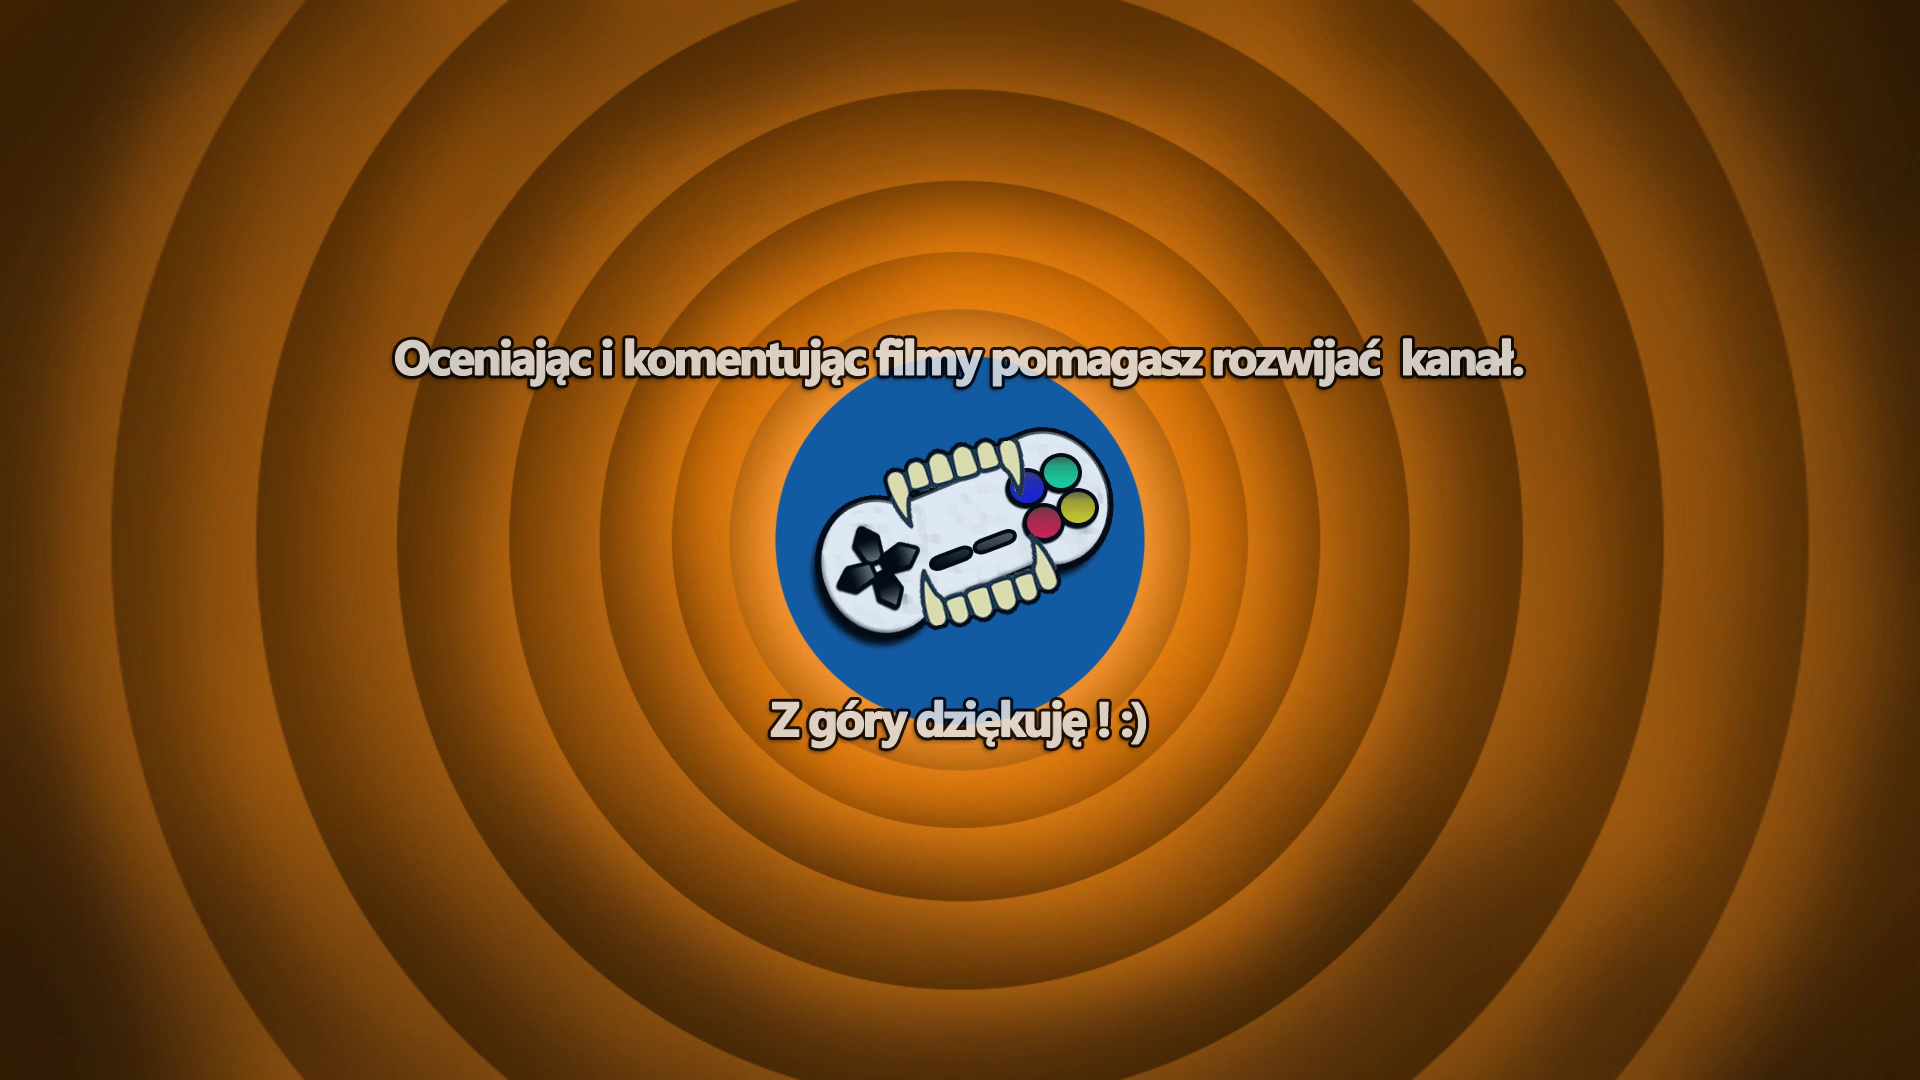 Oceniając i komentując filmy pomagasz rozwijać kanał.
Z góry dziękuję ! :)